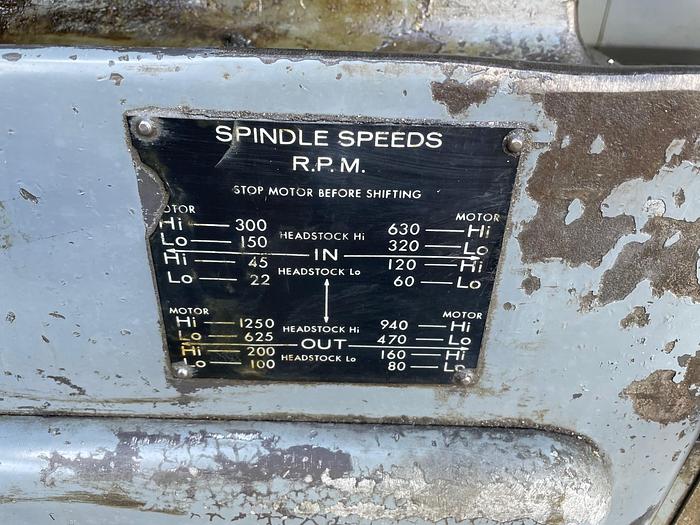 SPINDLE SPEEDS
R.P.M.
STOP MOTOR BEFORE SHIFTING
MOTOR MOTOR
Hi 300 HEADSTOCK Hi 630 Hi
Lo 150 320 Lo
IN
Hi 45 HEADSTOCK Lo 120 Hi
Lo 22 60 Lo
MOTOR MOTOR
Hi 1250 HEADSTOCK Hi 940 Hi
Lo 625 OUT 470 Lo
Hi 200 HEADSTOCK Lo 160 Hi
Lo 100 80 Lo